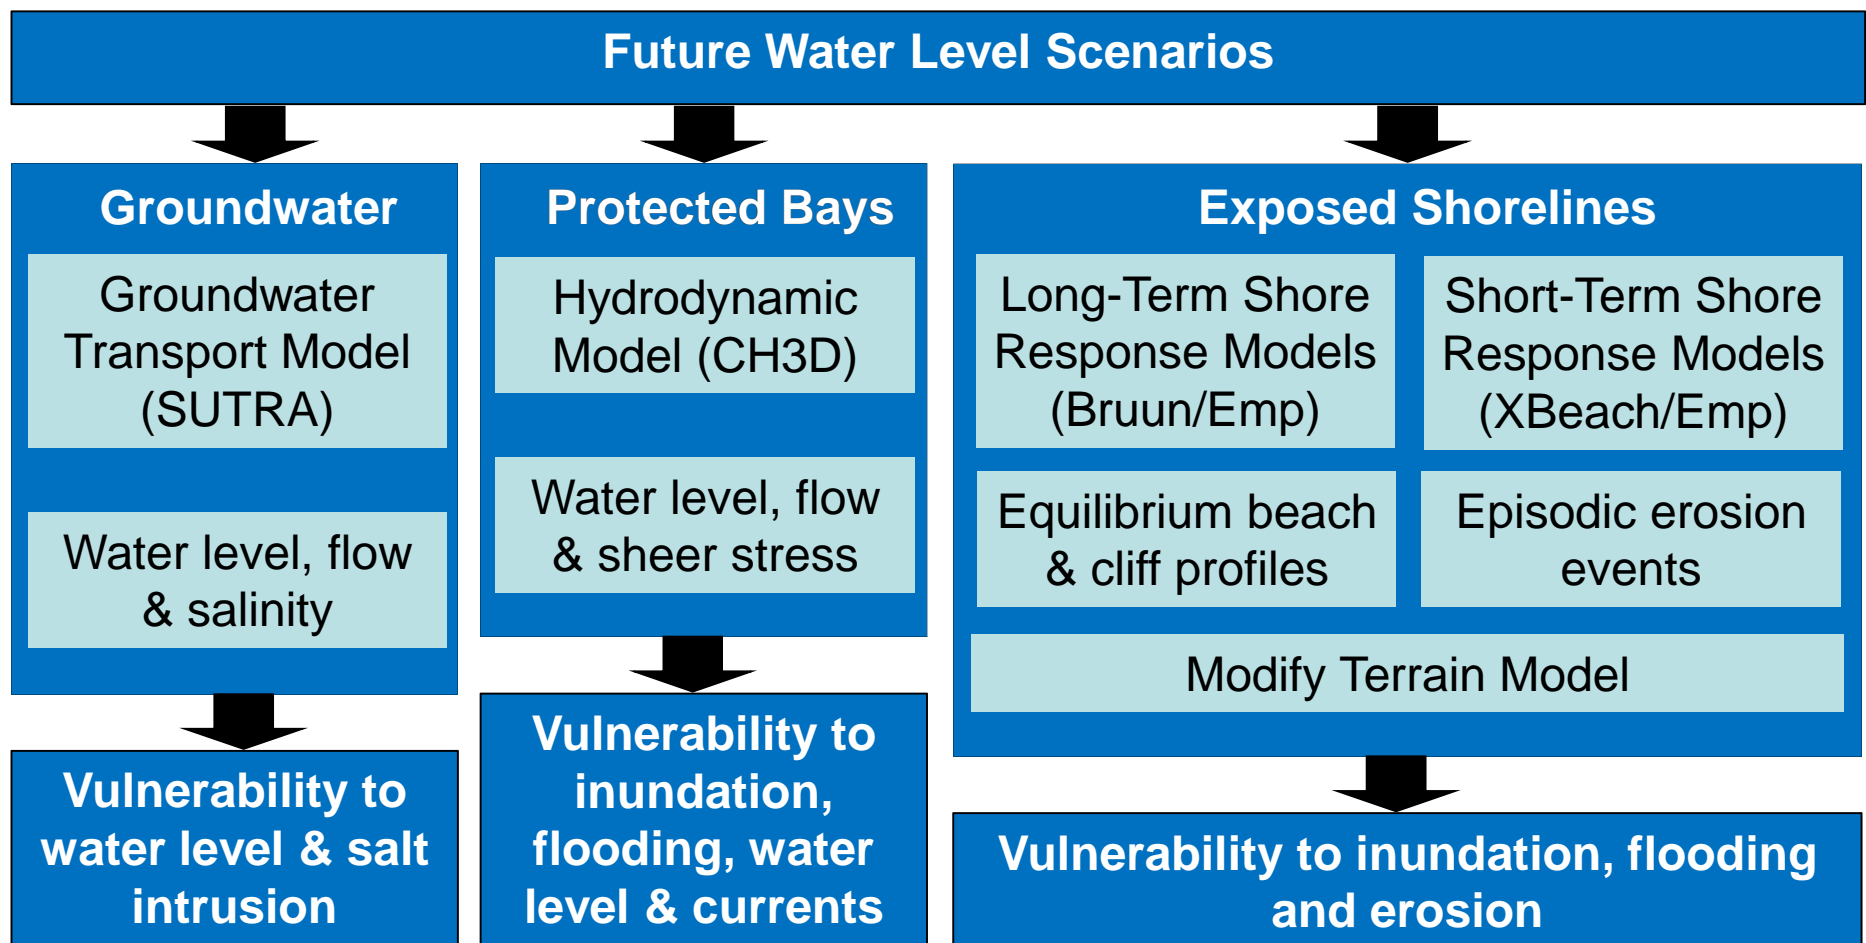 Future Water Level Scenarios
Groundwater
Groundwater
Transport Model
(SUTRA)
Water level, flow
& salinity
Vulnerability to
water level & salt
intrusion
Protected Bays
Hydrodynamic
Model (CH3D)
Water level, flow
& sheer stress
Vulnerability to
inundation,
flooding, water
level & currents
Exposed Shorelines
Long-Term Shore
Response Models
(Bruun/Emp)
Short-Term Shore
Response Models
(XBeach/Emp)
Equilibrium beach
& cliff profiles
Episodic erosion
events
Modify Terrain Model
Vulnerability to inundation, flooding
and erosion